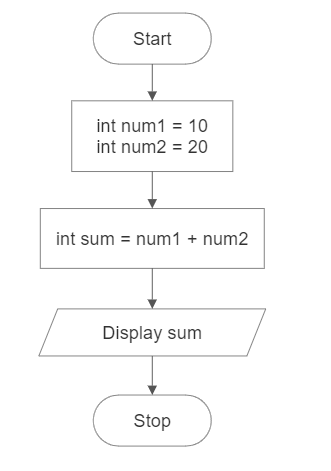 Start
int num1 = 10
int num2 = 20
int sum = num1 + num2
Display sum
Stop